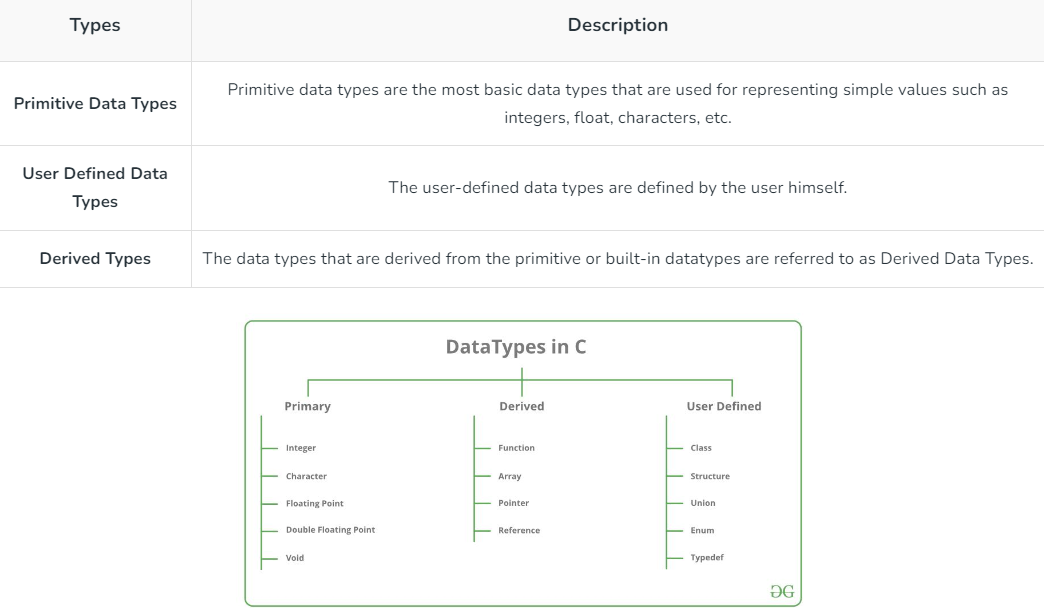 Types
Description
Primitive Data Types
Primitive data types are the most basic data types that are used for representing simple values such as
integers, float, characters, etc.
User Defined Data
Types
The user-defined data types are defined by the user himself.
Derived Types
The data types that are derived from the primitive or built-in datatypes are referred to as Derived Data Types.
DataTypes in C
Primary
Integer
Character
Floating Point
Double Floating Point
Void
Derived
Function
Array
Pointer
Reference
User Defined
Class
Structure
Union
Enum
Typedef